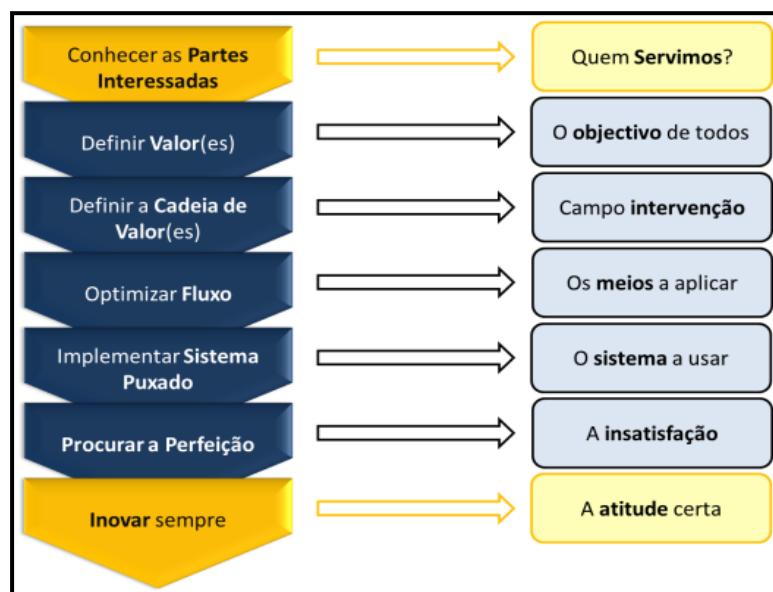 Conhecer as Partes
Interessadas
Quem Servimos?
Definir Valor(es)
O objectivo de todos
Definir a Cadeia de
Valor(es)
Campo intervenção
Optimizar Fluxo
Os meios a aplicar
Implementar Sistema
Puxado
O sistema a usar
Procurar a Perfeição
A insatisfação
Inovar sempre
A atitude certa